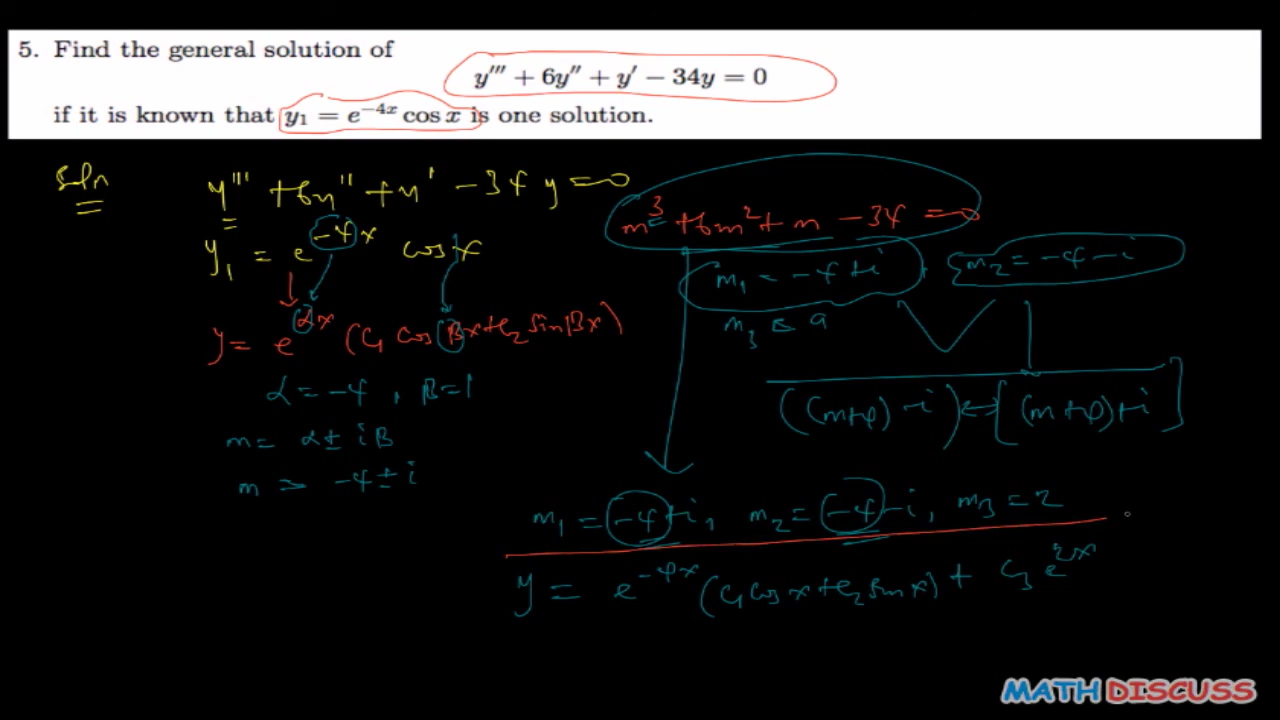 5. Find the general solution of
y''' + 6y'' + y' − 34y = 0
if it is known that y₁ = e^{−4x} cos x is one solution.
Soln
y''' + 6y'' + y' − 34y = 0
m³ + 6m² + m − 34 = 0
y₁ = e^{−4x} cos x
m₁ = −4+i, m₂ = −4−i
m₃
y = e^{αx} (c₁ cos βx + c₂ sin βx)
α = −4, β = 1
((m+4) − i) [(m+4) + i]
m = α ± iβ
m = −4 ± i
m₁ = −4+i, m₂ = −4−i, m₃ = 2
y = e^{−4x} (c₁ cos x + c₂ sin x) + c₃ e^{2x}
MATH DISCUSS